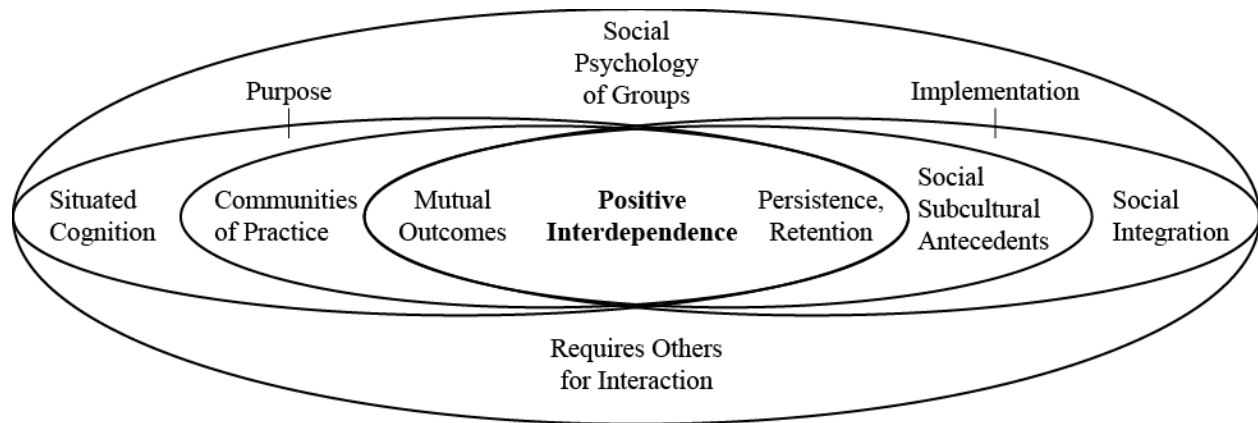 Social
Psychology
of Groups
Purpose
Implementation
Situated
Cognition
Communities
of Practice
Mutual
Outcomes
Positive
Interdependence
Persistence,
Retention
Social
Subcultural
Antecedents
Social
Integration
Requires Others
for Interaction